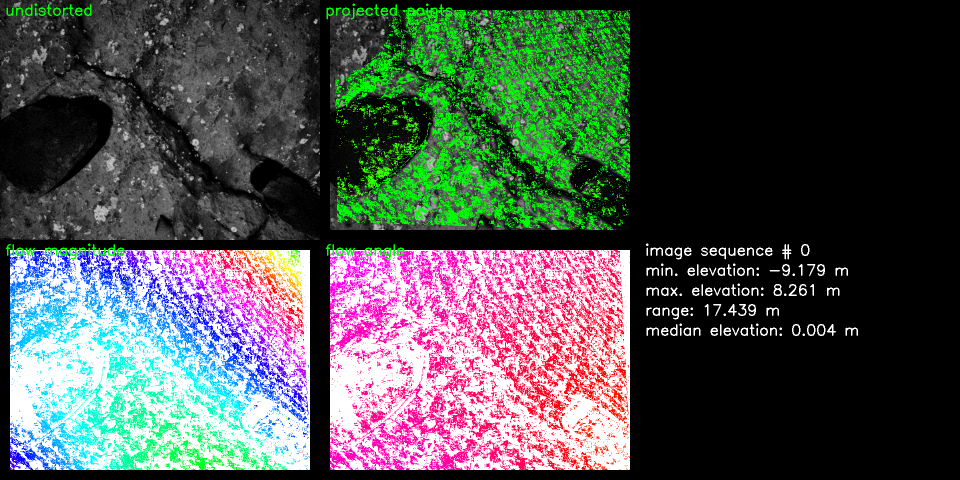 undistorted
projected points
flow magnitude
flow angle
image sequence # 0
min. elevation: -9.179 m
max. elevation: 8.261 m
range: 17.439 m
median elevation: 0.004 m